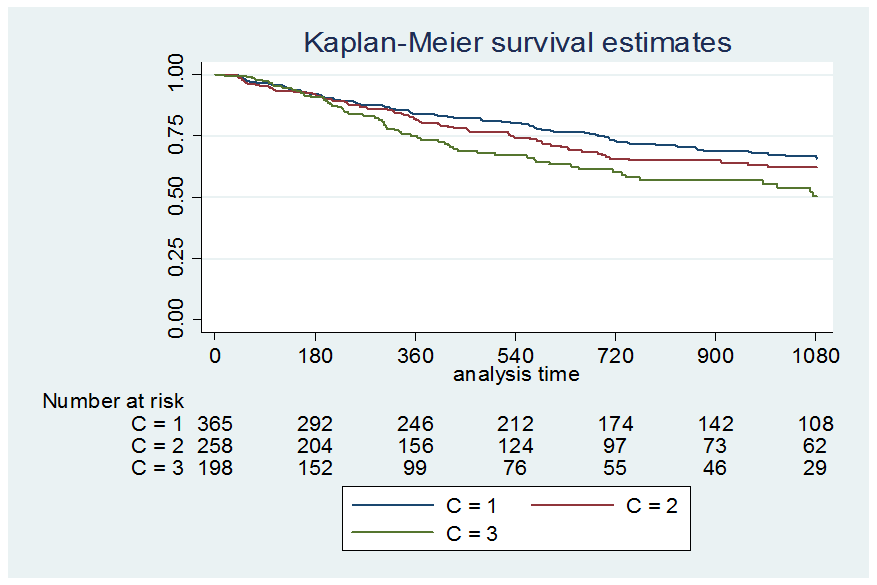 Kaplan-Meier survival estimates
1.00
0.75
0.50
0.25
0.00
0 180 360 540 720 900 1080
analysis time
Number at risk
C = 1 365 292 246 212 174 142 108
C = 2 258 204 156 124 97 73 62
C = 3 198 152 99 76 55 46 29
C = 1 C = 2
C = 3